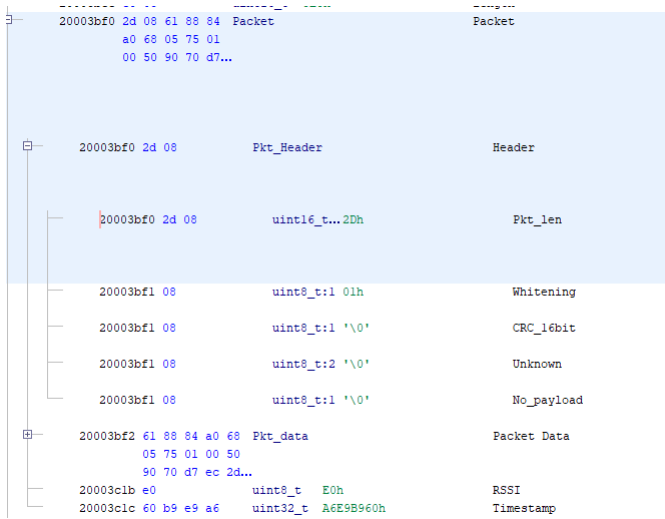 20003bf0 2d 08 61 88 84 Packet Packet
a0 68 05 75 01
00 50 90 70 d7...
20003bf0 2d 08 Pkt_Header Header
20003bf0 2d 08 uint16_t... 2Dh Pkt_len
20003bf1 08 uint8_t:1 01h Whitening
20003bf1 08 uint8_t:1 '\0' CRC_16bit
20003bf1 08 uint8_t:2 '\0' Unknown
20003bf1 08 uint8_t:1 '\0' No_payload
20003bf2 61 88 84 a0 68 Pkt_data Packet Data
05 75 01 00 50
90 70 d7 ec 2d...
20003c1b e0 uint8_t E0h RSSI
20003c1c 60 b9 e9 a6 uint32_t A6E9B960h Timestamp